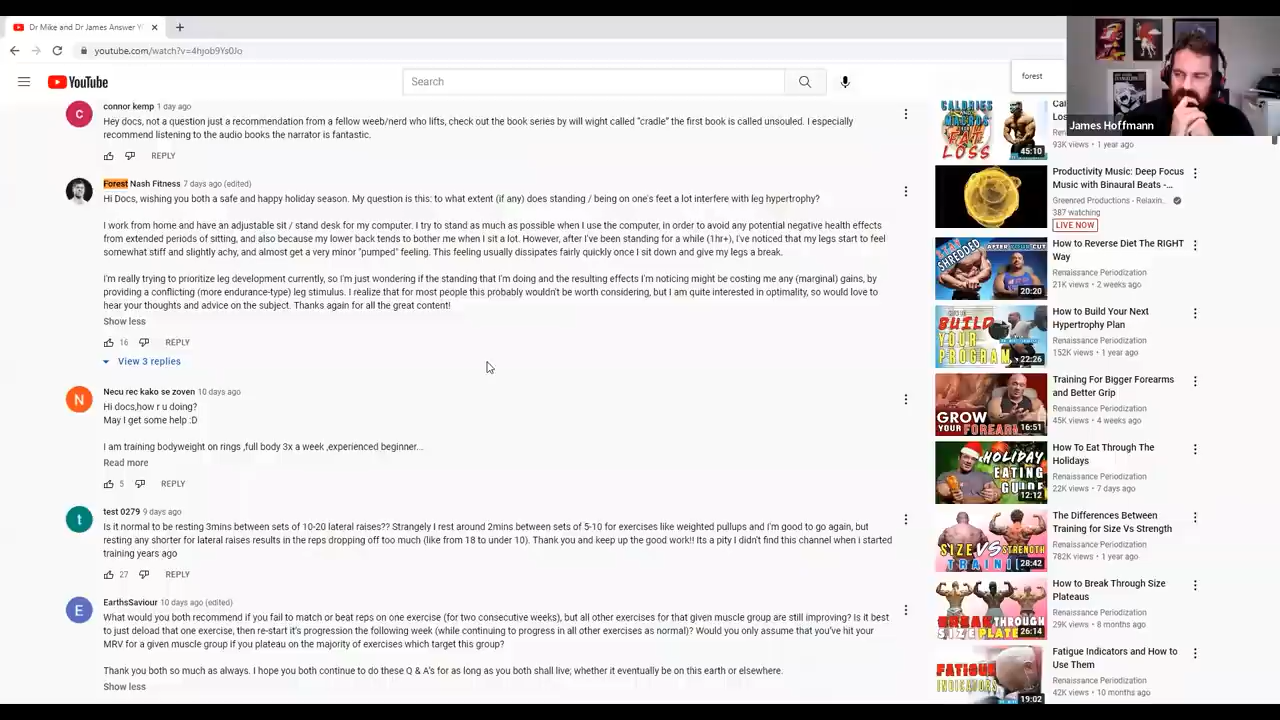 Dr Mike and Dr James Answer Y
youtube.com/watch?v=4hjob9Ys0Jo
YouTube
Search
forest
James Hoffmann
connor kemp 1 day ago
Hey docs, not a question just a recommendation from a fellow weeb/nerd who lifts, check out the book series by will wight called "cradle" the first book is called unsouled. I especially
recommend listening to the audio books the narrator is fantastic.
REPLY
Forest Nash Fitness 7 days ago (edited)
Hi Docs, wishing you both a safe and happy holiday season. My question is this: to what extent (if any) does standing / being on one's feet a lot interfere with leg hypertrophy?
I work from home and have an adjustable sit / stand desk for my computer. I try to stand as much as possible when I use the computer, in order to avoid any potential negative health effects
from extended periods of sitting, and also because my lower back tends to bother me when I sit a lot. However, after I've been standing for a while (1hr+), I've noticed that my legs start to feel
somewhat stiff and slightly achy, and almost get a very minor "pumped" feeling. This feeling usually dissipates fairly quickly once I sit down and give my legs a break.
I'm really trying to prioritize leg development currently, so I'm just wondering if the standing that I'm doing and the resulting effects I'm noticing might be costing me any (marginal) gains, by
providing a conflicting (more endurance-type) leg stimulus. I realize that for most people this probably wouldn't be worth considering, but I am quite interested in optimality, so would love to
hear your thoughts and advice on the subject. Thanks again for all the great content!
Show less
16 REPLY
View 3 replies
Necu rec kako se zoven 10 days ago
Hi docs,how r u doing?
May I get some help :D
I am training bodyweight on rings ,full body 3x a week ,experienced beginner...
Read more
5 REPLY
test 0279 9 days ago
Is it normal to be resting 3mins between sets of 10-20 lateral raises?? Strangely I rest around 2mins between sets of 5-10 for exercises like weighted pullups and i'm good to go again, but
resting any shorter for lateral raises results in the reps dropping off too much (like from 18 to under 10). Thank you and keep up the good work!! Its a pity I didn't find this channel when i started
training years ago
27 REPLY
EarthsSaviour 10 days ago (edited)
What would you both recommend if you fail to match or beat reps on one exercise (for two consecutive weeks), but all other exercises for that given muscle group are still improving? Is it best
to just deload that one exercise, then re-start it's progression the following week (while continuing to progress in all other exercises as normal)? Would you only assume that you've hit your
MRV for a given muscle group if you plateau on the majority of exercises which target this group?
Thank you both so much as always. I hope you both continue to do these Q & A's for as long as you both shall live; whether it eventually be on this earth or elsewhere.
Show less
CALORIES
MACROS
FAT
LOSS
45:10
93K views • 1 year ago
Productivity Music: Deep Focus
Music with Binaural Beats -...
Greenred Productions - Relaxin...
387 watching
LIVE NOW
SHREDDED
AFTER YOUR CUT
20:20
How to Reverse Diet The RIGHT
Way
Renaissance Periodization
21K views • 2 weeks ago
HOW TO
BUILD
YOUR
PROGRAM
22:26
How to Build Your Next
Hypertrophy Plan
Renaissance Periodization
152K views • 1 year ago
GROW
YOUR FOREARMS
16:51
Training For Bigger Forearms
and Better Grip
Renaissance Periodization
45K views • 4 weeks ago
HOLIDAY
EATING
GUIDE
12:12
How To Eat Through The
Holidays
Renaissance Periodization
22K views • 7 days ago
SIZE VS STRENGTH
TRAINING
28:42
The Differences Between
Training for Size Vs Strength
Renaissance Periodization
782K views • 1 year ago
BREAK THROUGH
SIZE PLATE
26:14
How to Break Through Size
Plateaus
Renaissance Periodization
29K views • 8 months ago
FATIGUE
INDICATORS
19:02
Fatigue Indicators and How to
Use Them
Renaissance Periodization
42K views • 10 months ago